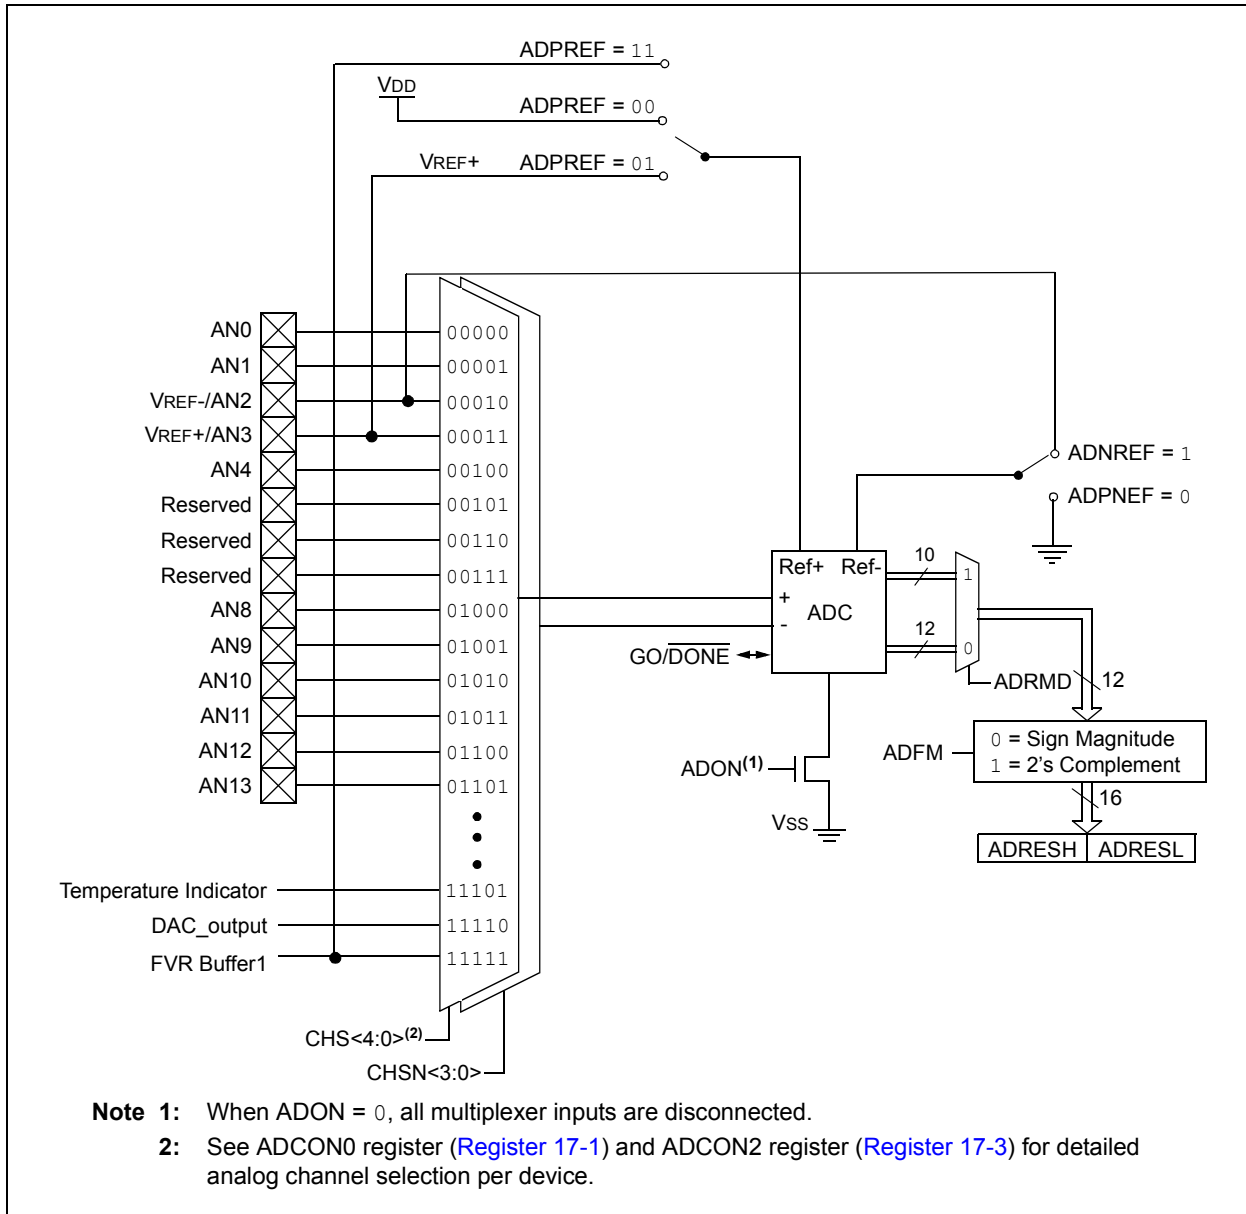 ADPREF = 11
VDD
ADPREF = 00
VREF+ ADPREF = 01
AN0 00000
AN1 00001
VREF-/AN2 00010
VREF+/AN3 00011
AN4 00100
Reserved 00101
Reserved 00110
Reserved 00111
AN8 01000
AN9 01001
AN10 01010
AN11 01011
AN12 01100
AN13 01101
Temperature Indicator 11101
DAC_output 11110
FVR Buffer1 11111
CHS<4:0>(2)
CHSN<3:0>
ADNREF = 1
ADPNEF = 0
Ref+ Ref-
+
ADC
-
GO/DONE
10
1
12
0
ADRMD
12
ADON(1)
VSS
ADFM
0 = Sign Magnitude
1 = 2's Complement
16
ADRESH ADRESL
Note 1: When ADON = 0, all multiplexer inputs are disconnected.
2: See ADCON0 register (Register 17-1) and ADCON2 register (Register 17-3) for detailed
analog channel selection per device.